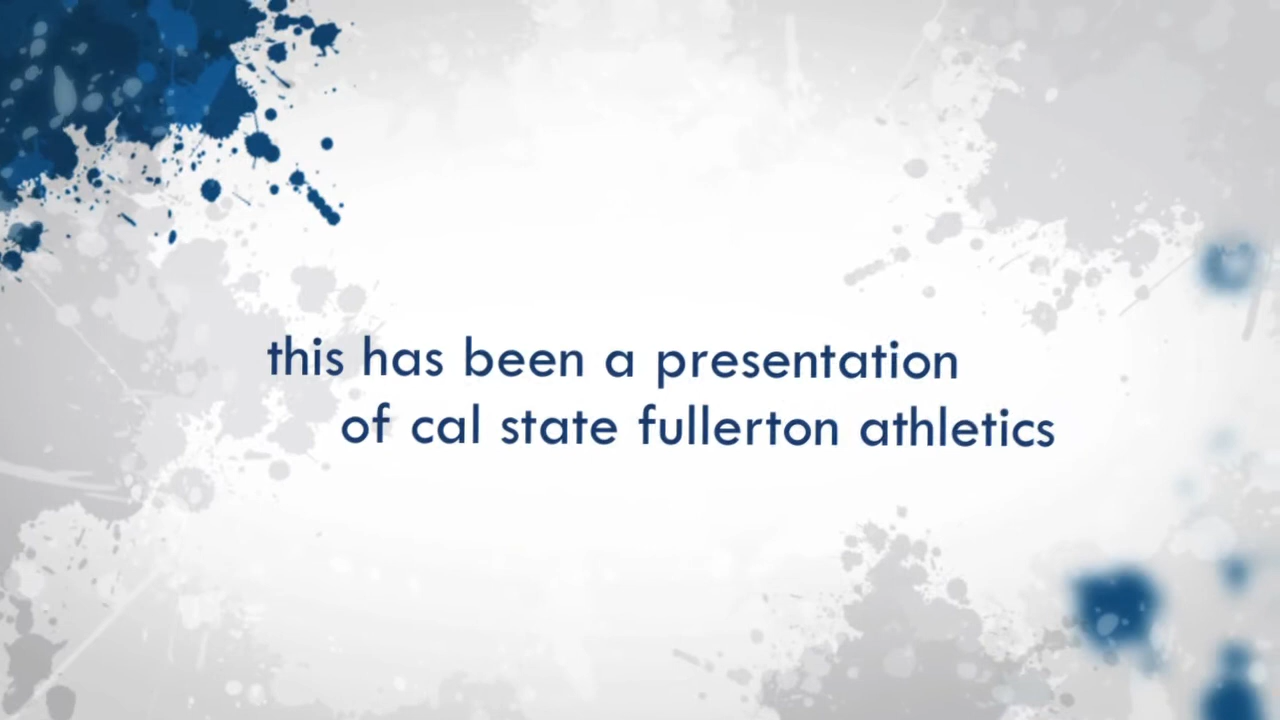 this has been a presentation
of cal state fullerton athletics